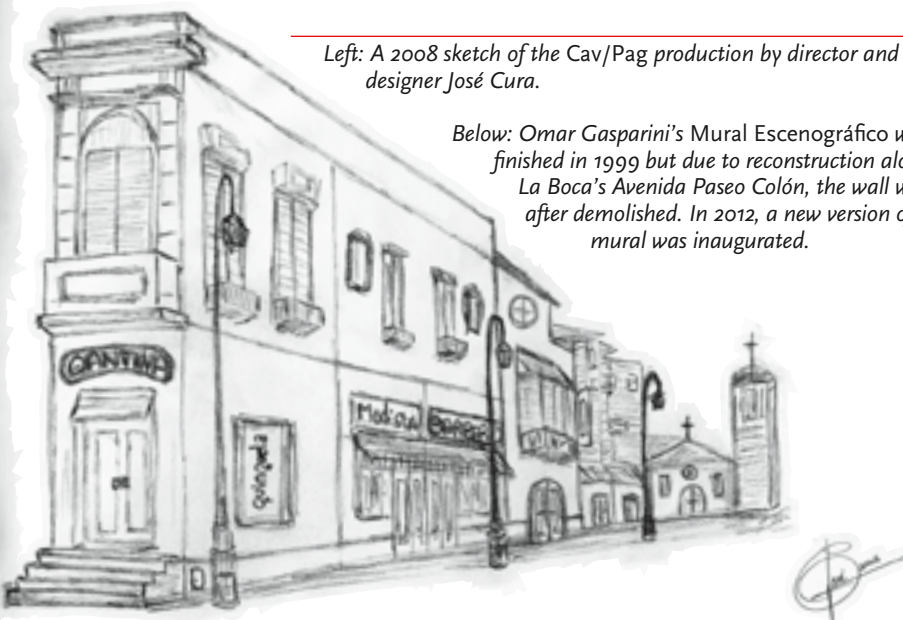 Left: A 2008 sketch of the Cav/Pag production by director and
designer José Cura.
Below: Omar Gasparini's Mural Escenográfico w
finished in 1999 but due to reconstruction alo
La Boca's Avenida Paseo Colón, the wall w
after demolished. In 2012, a new version o
mural was inaugurated.
CANTINA